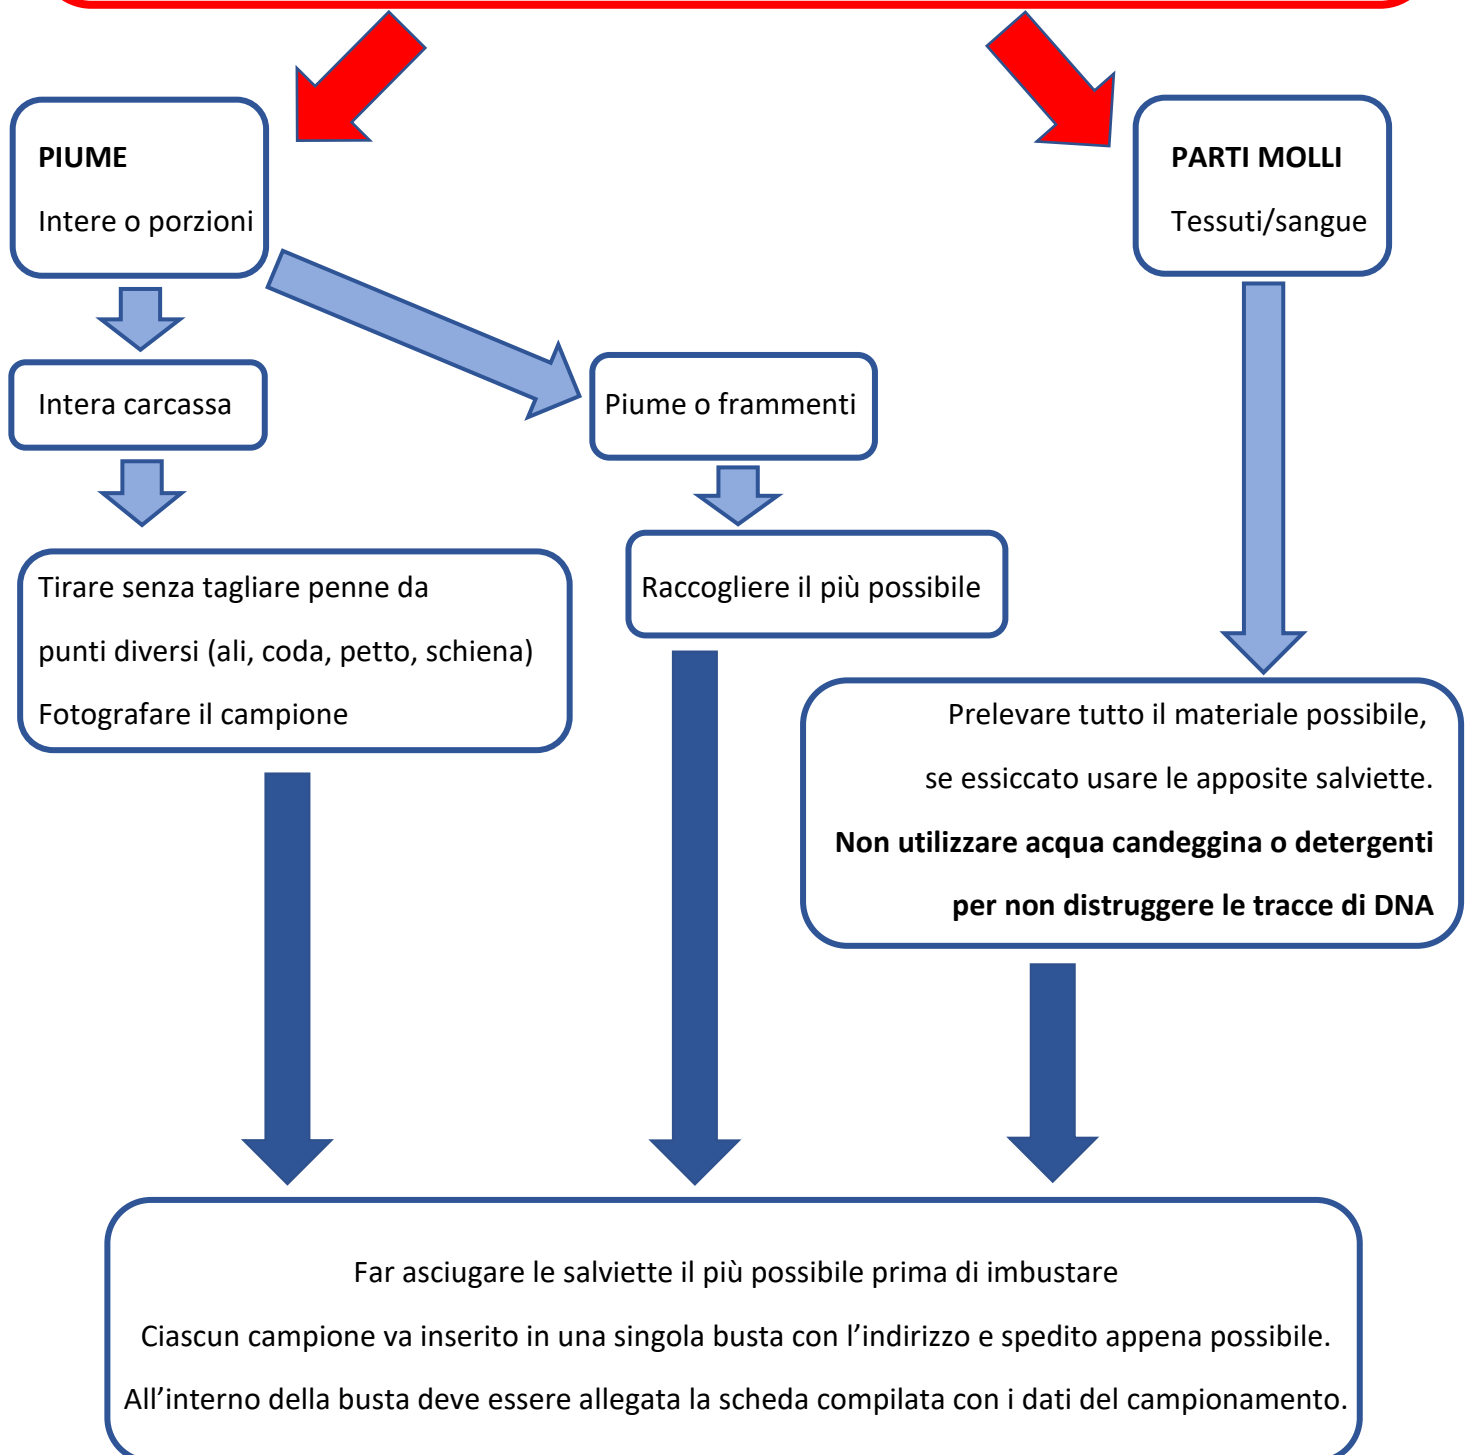 PIUME
Intere o porzioni
PARTI MOLLI
Tessuti/sangue
Intera carcassa
Piume o frammenti
Tirare senza tagliare penne da
punti diversi (ali, coda, petto, schiena)
Fotografare il campione
Raccogliere il più possibile
Prelevare tutto il materiale possibile,
se essiccato usare le apposite salviette.
Non utilizzare acqua candeggina o detergenti
per non distruggere le tracce di DNA
Far asciugare le salviette il più possibile prima di imbustare
Ciascun campione va inserito in una singola busta con l’indirizzo e spedito appena possibile.
All’interno della busta deve essere allegata la scheda compilata con i dati del campionamento.